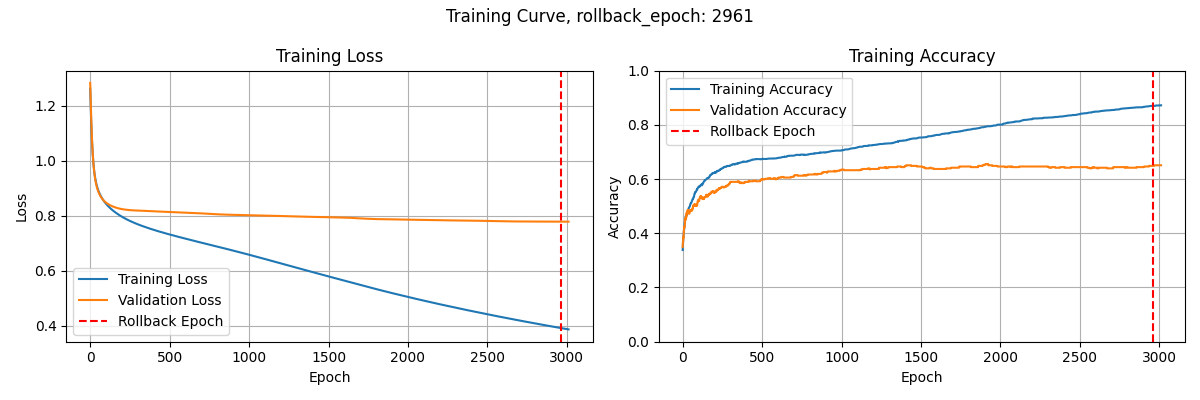 Training Curve, rollback_epoch: 2961
Training Loss
Loss
1.2
1.0
0.8
0.6
0.4
Training Loss
Validation Loss
Rollback Epoch
0 500 1000 1500 2000 2500 3000
Epoch
Training Accuracy
Accuracy
1.0
0.8
0.6
0.4
0.2
0.0
Training Accuracy
Validation Accuracy
Rollback Epoch
0 500 1000 1500 2000 2500 3000
Epoch